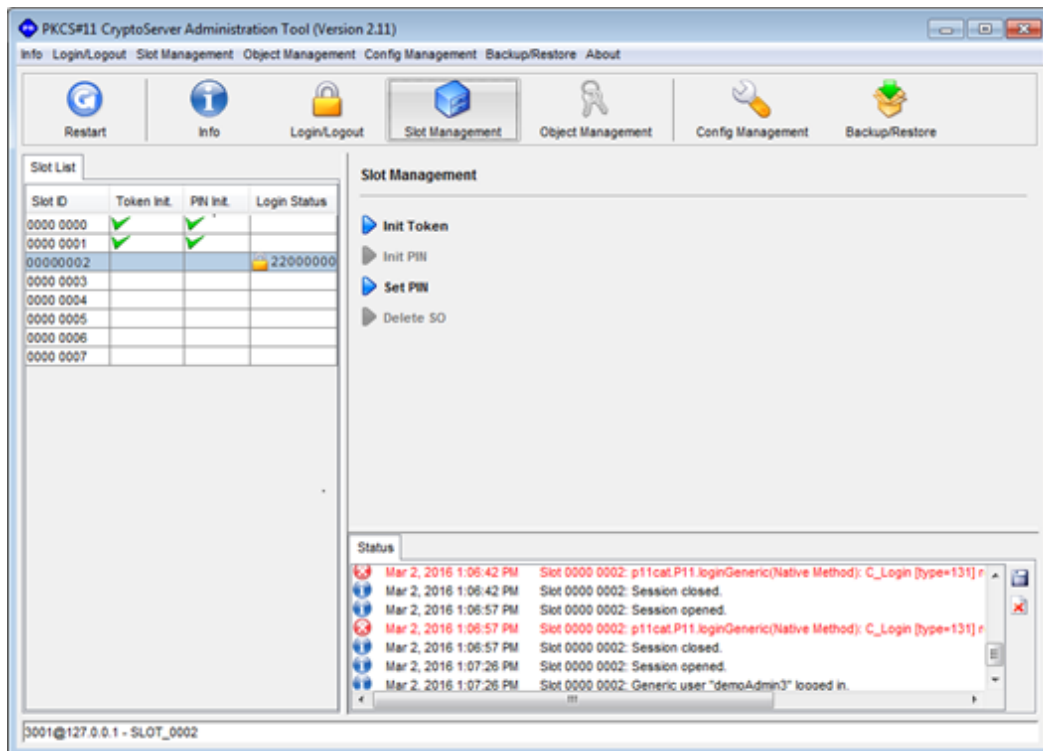 PKCS#11 CryptoServer Administration Tool (Version 2.11)
Info Login/Logout Slot Management Object Management Config Management Backup/Restore About
Restart Info Login/Logout Slot Management Object Management Config Management Backup/Restore
Slot List
Slot ID Token Init. PIN Init. Login Status
0000 0000
0000 0001
00000002 22000000
0000 0003
0000 0004
0000 0005
0000 0006
0000 0007
Slot Management
Init Token
Init PIN
Set PIN
Delete SO
Status
Mar 2, 2016 1:06:42 PM Slot 0000 0002: p11cat.P11.loginGeneric(Native Method): C_Login [type=131] r
Mar 2, 2016 1:06:42 PM Slot 0000 0002: Session closed.
Mar 2, 2016 1:06:57 PM Slot 0000 0002: Session opened.
Mar 2, 2016 1:06:57 PM Slot 0000 0002: p11cat.P11.loginGeneric(Native Method): C_Login [type=131] r
Mar 2, 2016 1:06:57 PM Slot 0000 0002: Session closed.
Mar 2, 2016 1:07:26 PM Slot 0000 0002: Session opened.
Mar 2, 2016 1:07:26 PM Slot 0000 0002: Generic user "demoAdmin3" logged in.
3001@127.0.0.1 - SLOT_0002